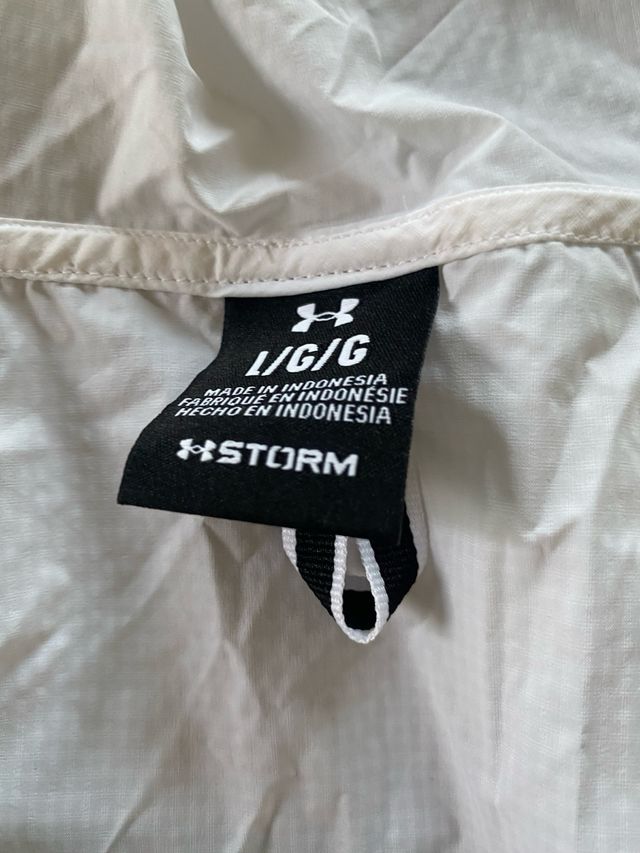 L/G/G
MADE IN INDONESIA
FABRIQUÉ EN INDONÉSIE
HECHO EN INDONESIA
STORM